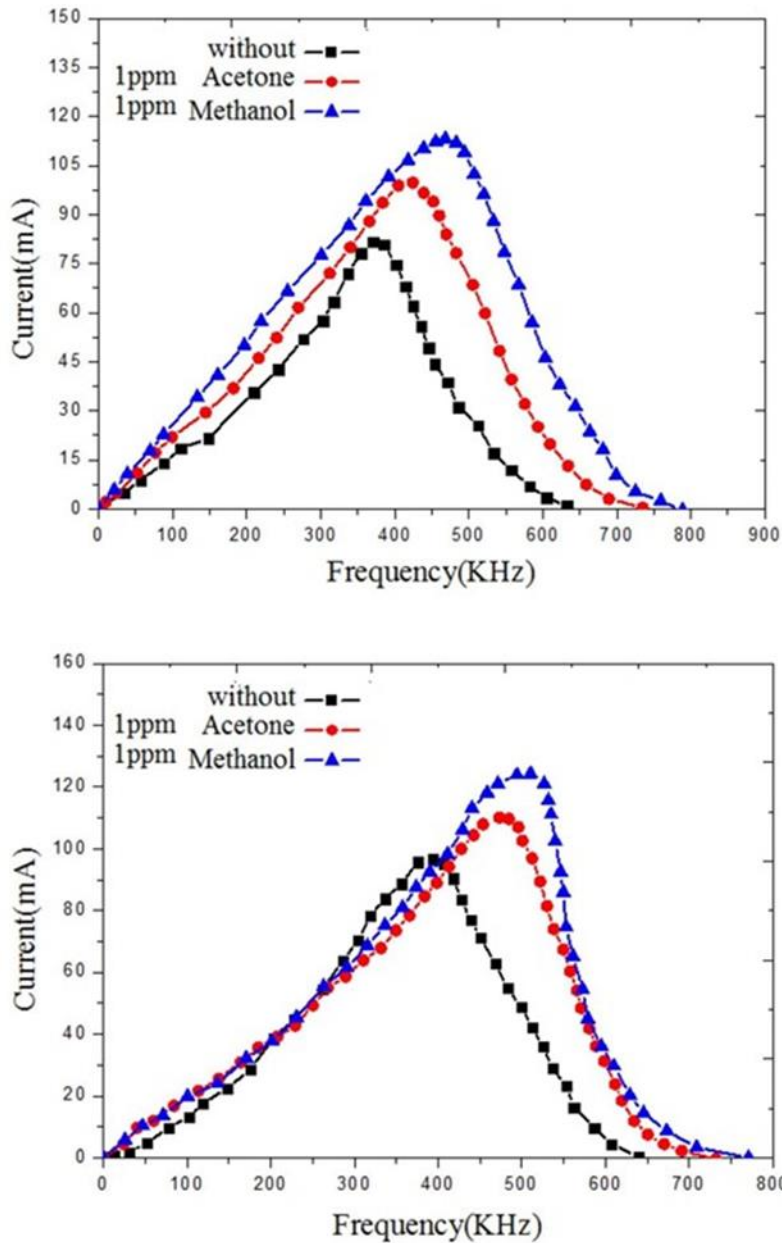 150
135
120
105
90
75
60
45
30
15
0
Current(mA)
without
1ppm Acetone
1ppm Methanol
0 100 200 300 400 500 600 700 800 900
Frequency(KHz)
160
140
120
100
80
60
40
20
0
Current(mA)
without
1ppm Acetone
1ppm Methanol
0 100 200 300 400 500 600 700 800
Frequency(KHz)